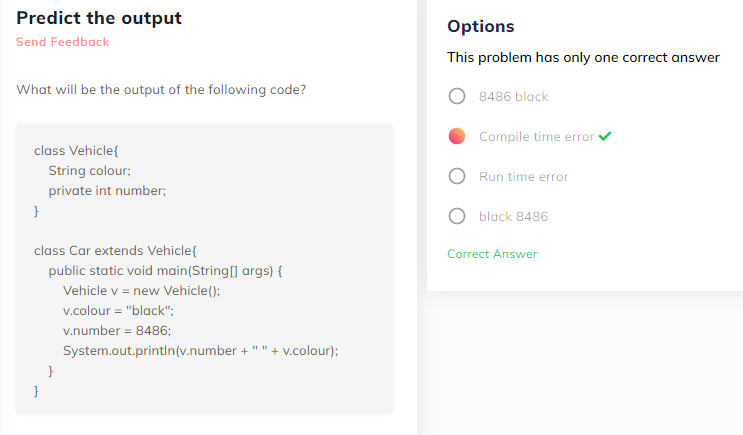 Predict the output
Send Feedback
What will be the output of the following code?
class Vehicle{
    String colour;
    private int number;
}
class Car extends Vehicle{
    public static void main(String[] args) {
        Vehicle v = new Vehicle();
        v.colour = "black";
        v.number = 8486;
        System.out.println(v.number + " " + v.colour);
    }
}
Options
This problem has only one correct answer
8486 black
Compile time error
Run time error
black 8486
Correct Answer